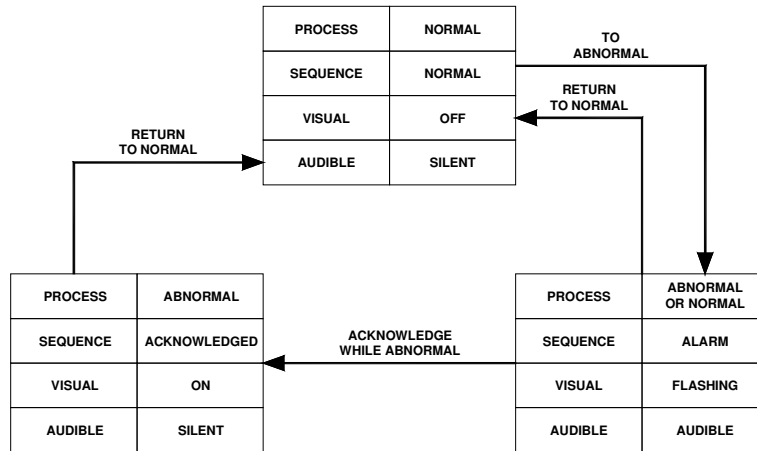 PROCESS NORMAL
SEQUENCE NORMAL
VISUAL OFF
AUDIBLE SILENT
TO
ABNORMAL
RETURN
TO NORMAL
RETURN
TO NORMAL
PROCESS ABNORMAL
SEQUENCE ACKNOWLEDGED
VISUAL ON
AUDIBLE SILENT
ACKNOWLEDGE
WHILE ABNORMAL
PROCESS ABNORMAL
OR NORMAL
SEQUENCE ALARM
VISUAL FLASHING
AUDIBLE AUDIBLE